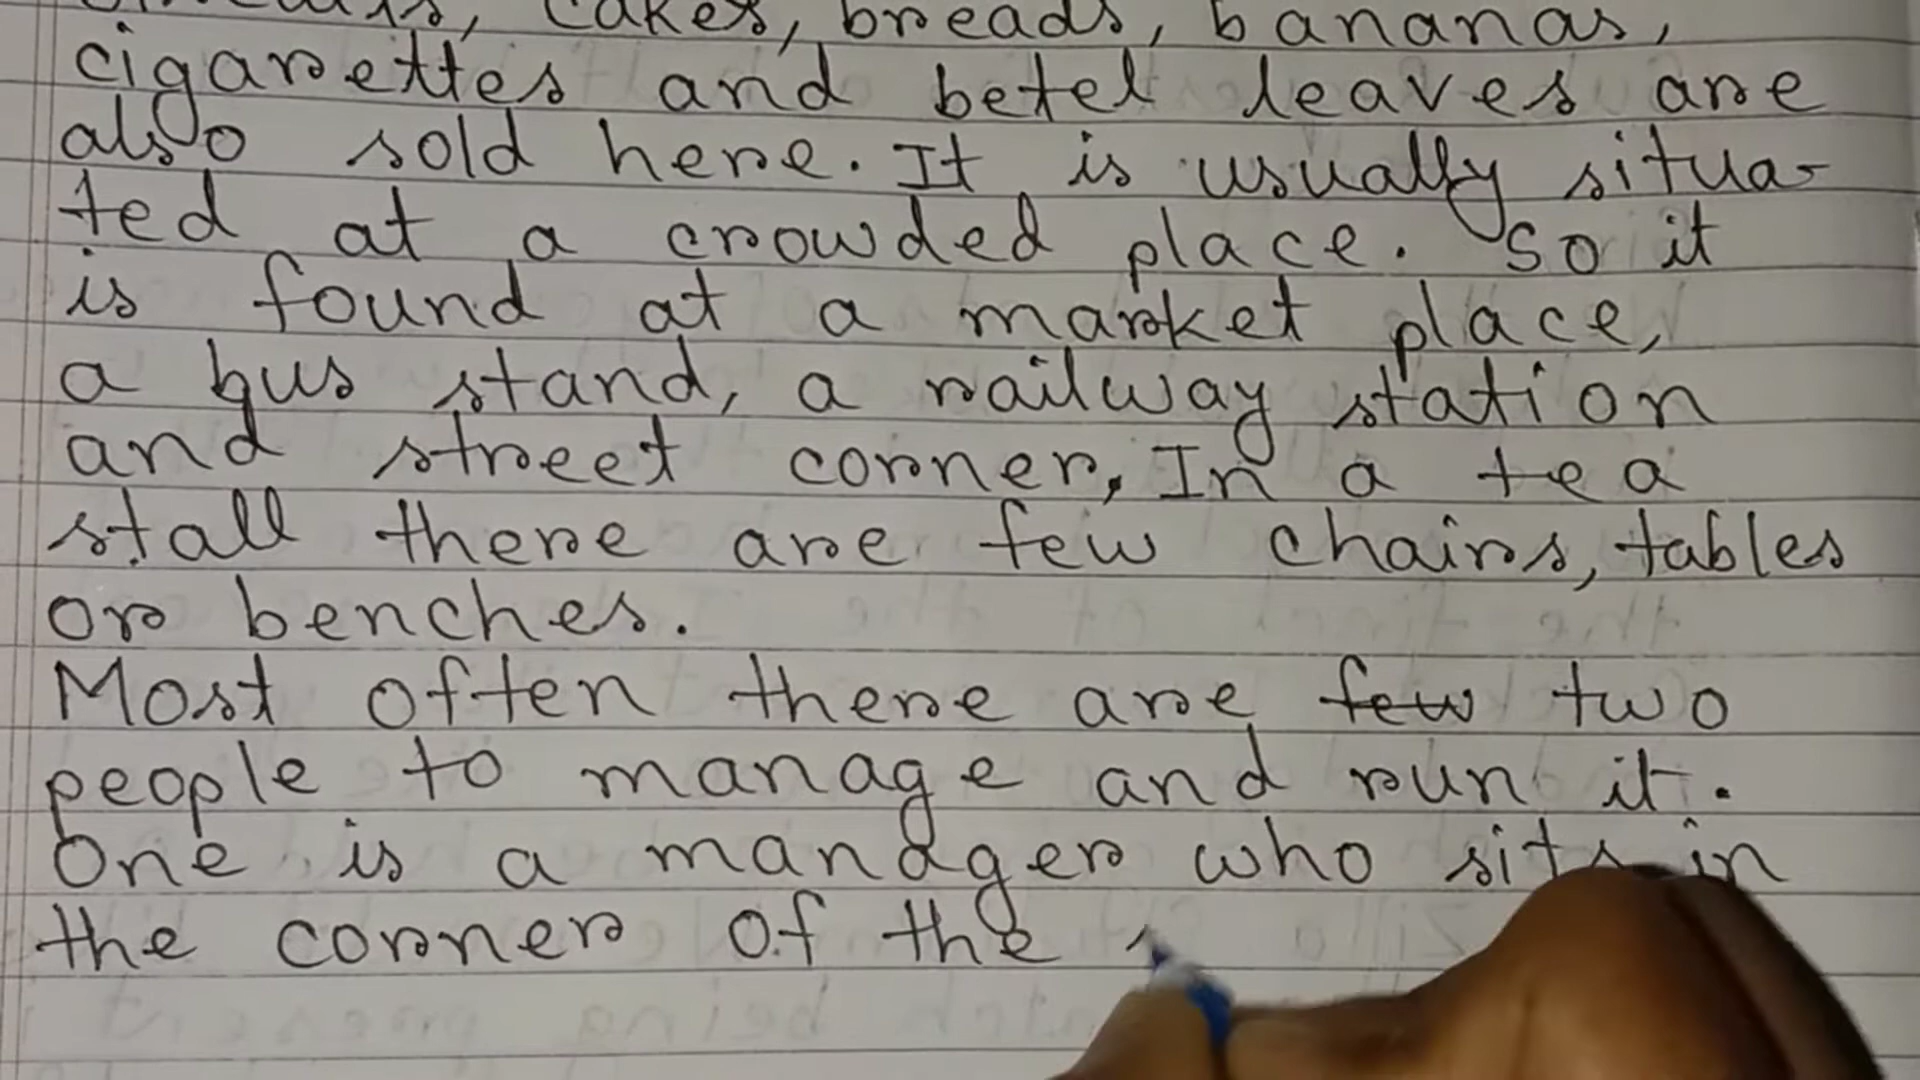 cakes, breads, bananas,
cigarettes and betel leaves are
also sold here. It is usually situa-
ted at a crowded place. So it
is found at a market place,
a bus stand, a railway station
and street corner. In a tea
stall there are few chairs, tables
or benches.
Most often there are few two
people to manage and run it.
One is a manager who sits in
the corner of the